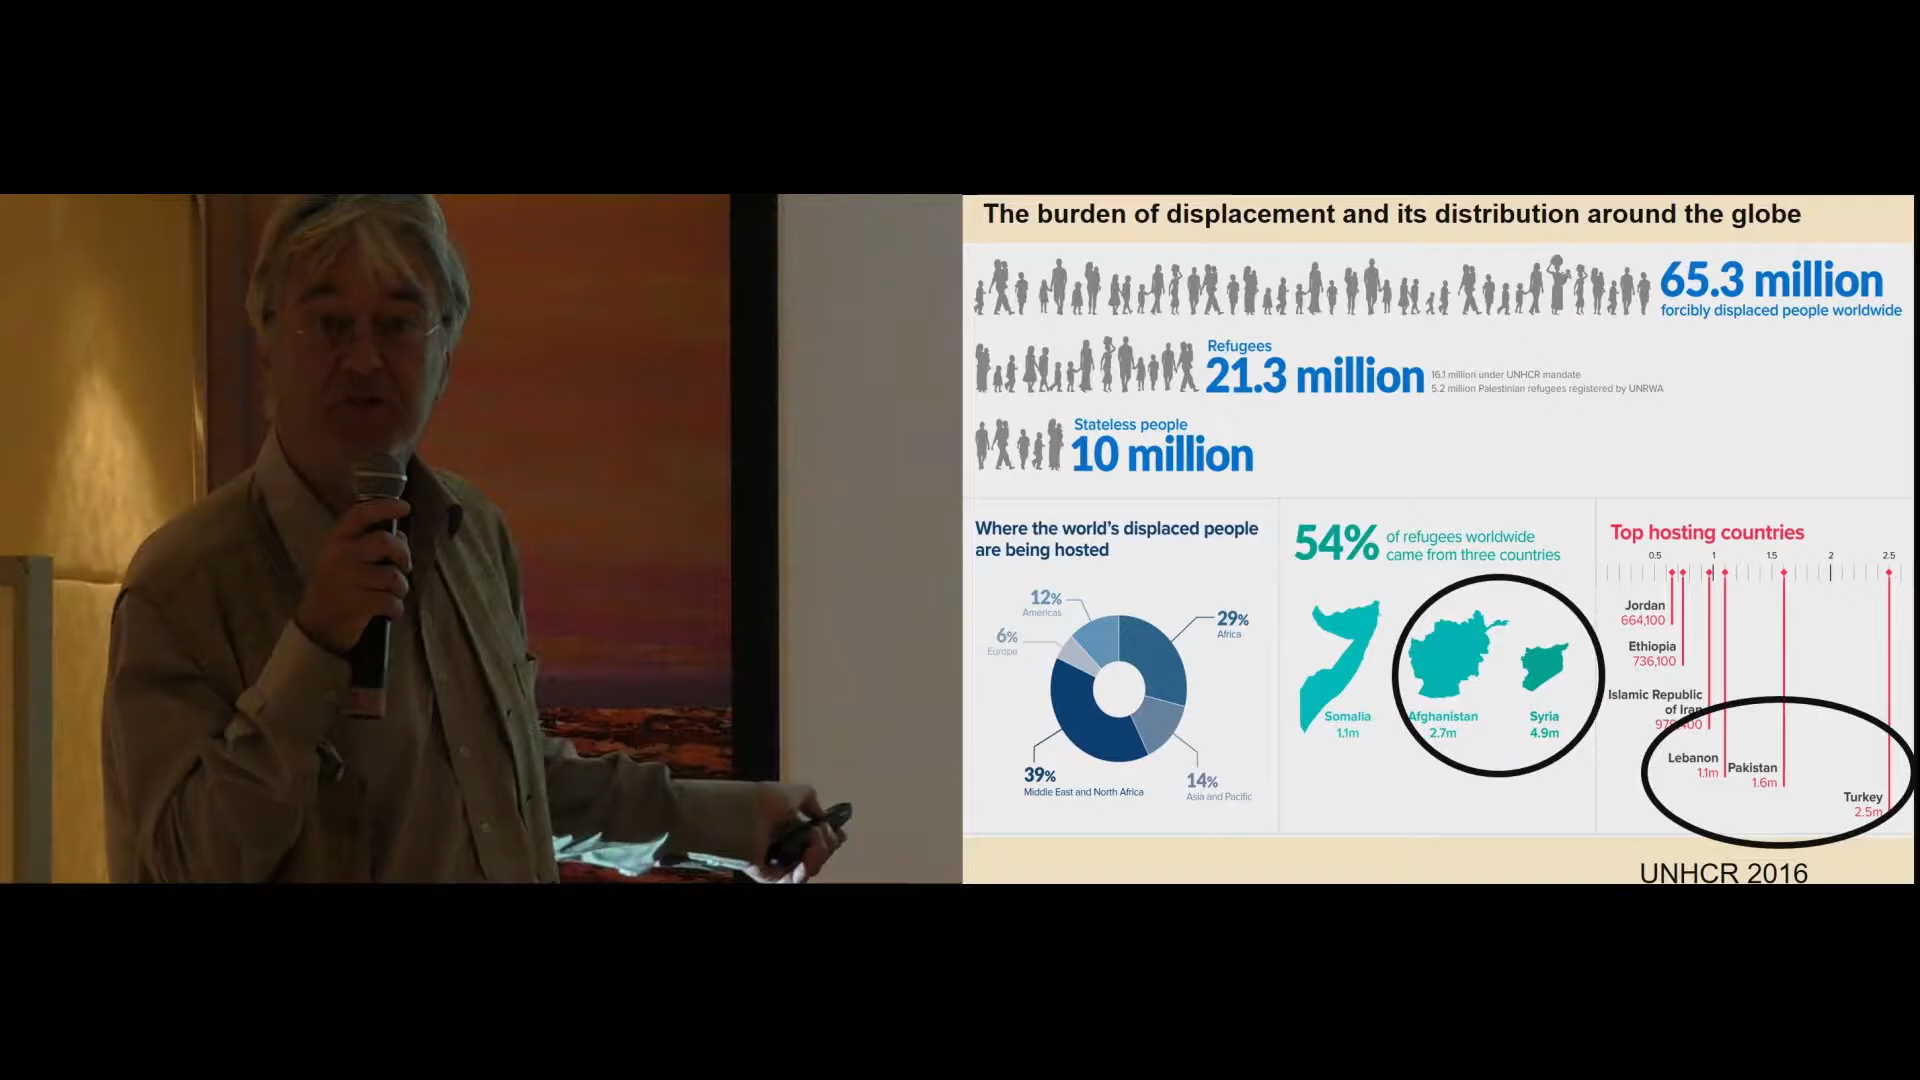 The burden of displacement and its distribution around the globe
65.3 million
forcibly displaced people worldwide
Refugees
21.3 million
16.1 million under UNHCR mandate
5.2 million Palestinian refugees registered by UNRWA
Stateless people
10 million
Where the world's displaced people
are being hosted
12%
Americas
6%
Europe
29%
Africa
39%
Middle East and North Africa
14%
Asia and Pacific
54% of refugees worldwide
came from three countries
Somalia
1.1m
Afghanistan
2.7m
Syria
4.9m
Top hosting countries
0.5 1 1.5 2 2.5
Jordan
664,100
Ethiopia
736,100
Islamic Republic
of Iran
Lebanon
1.1m
Pakistan
1.6m
Turkey
2.5m
UNHCR 2016